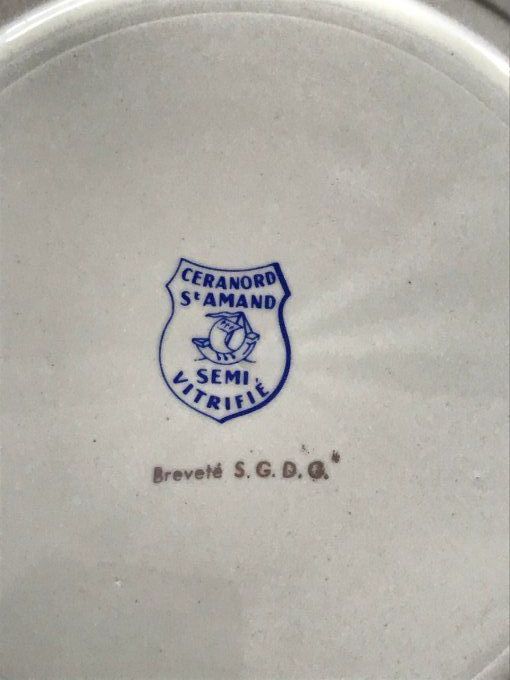 CERANORD
St AMAND
SEMI
VITRIFIÉ
Breveté S.G.D.G.